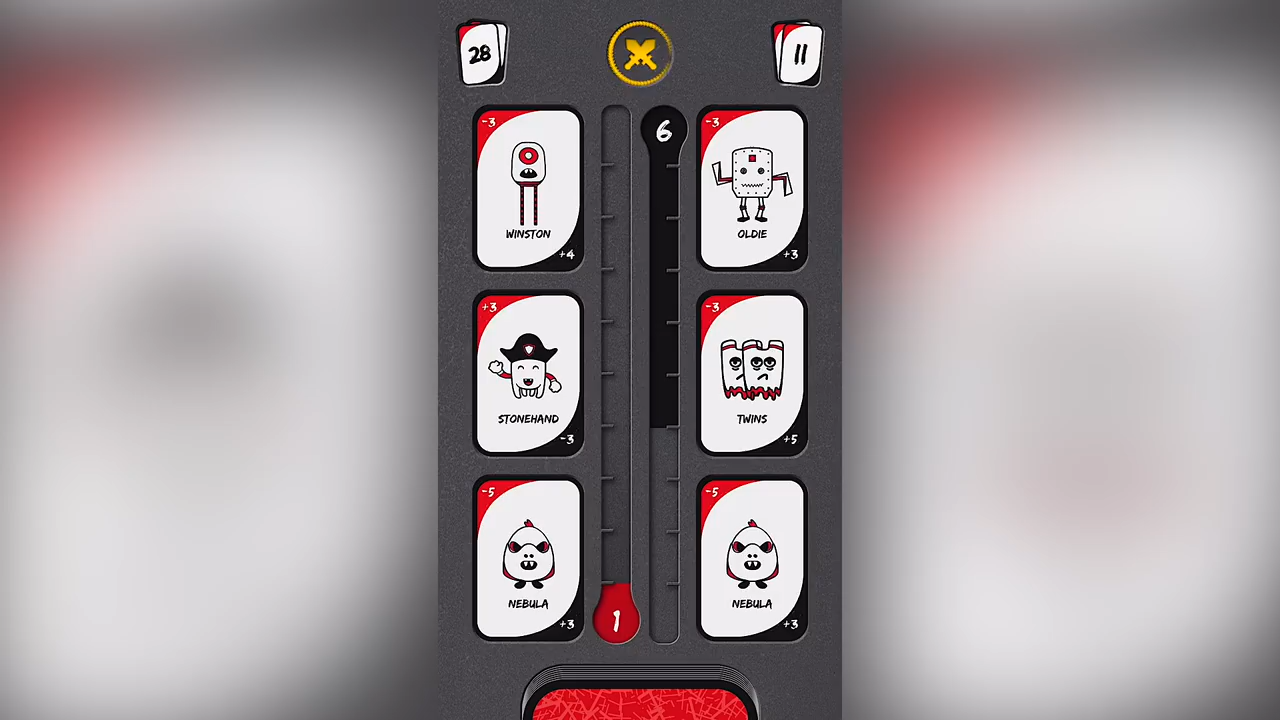 28
11
-3
WINSTON
+4
6
-3
OLDIE
+3
+3
STONEHAND
-3
-3
TWINS
+5
-5
NEBULA
+3
1
-5
NEBULA
+3